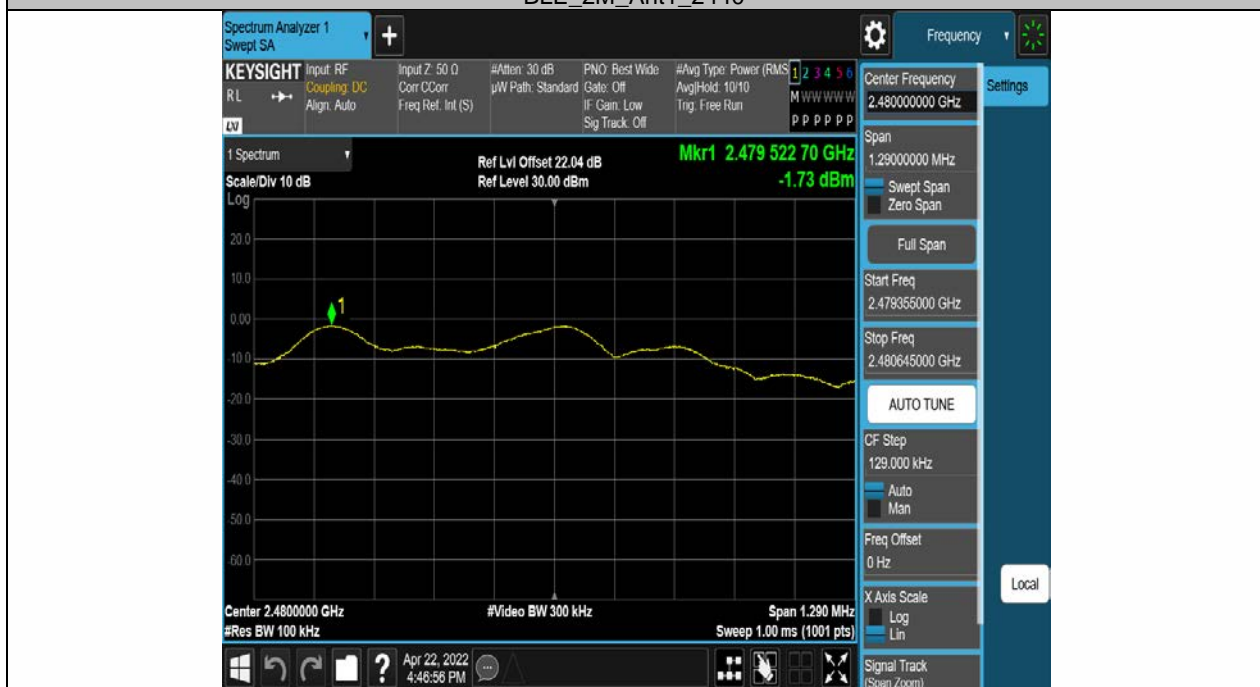 Spectrum Analyzer 1
Swept SA
+
Frequency
KEYSIGHT
RL
LXI
Input: RF
Coupling: DC
Align: Auto
Input Z: 50 Ω
Corr CCorr
Freq Ref: Int (S)
#Atten: 30 dB
µW Path: Standard
PNO: Best Wide
Gate: Off
IF Gain: Low
Sig Track: Off
#Avg Type: Power (RMS
Avg|Hold: 10/10
Trig: Free Run
1 2 3 4 5 6
M W W W W W
P P P P P P
1 Spectrum
Scale/Div 10 dB
Log
Ref Lvl Offset 22.04 dB
Ref Level 30.00 dBm
Mkr1 2.479 522 70 GHz
-1.73 dBm
20.0
10.0
0.00
-10.0
-20.0
-30.0
-40.0
-50.0
-60.0
1
Center 2.4800000 GHz
#Res BW 100 kHz
#Video BW 300 kHz
Span 1.290 MHz
Sweep 1.00 ms (1001 pts)
Center Frequency
2.480000000 GHz
Settings
Span
1.29000000 MHz
Swept Span
Zero Span
Full Span
Start Freq
2.479355000 GHz
Stop Freq
2.480645000 GHz
AUTO TUNE
CF Step
129.000 kHz
Auto
Man
Freq Offset
0 Hz
X Axis Scale
Log
Lin
Local
Signal Track
(Span Zoom)
?
Apr 22, 2022
4:46:56 PM